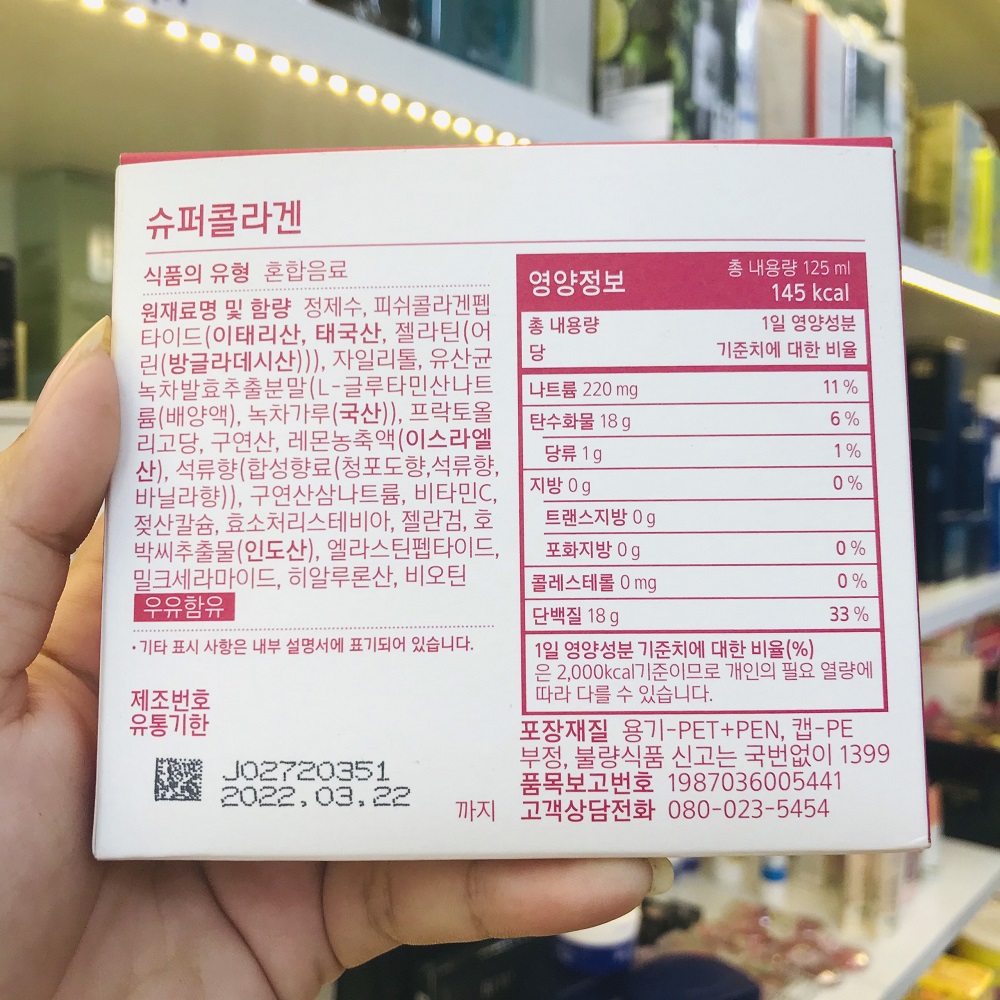 슈퍼콜라겐
식품의 유형 혼합음료
원재료명 및 함량 정제수, 피쉬콜라겐펩
타이드(이태리산, 태국산, 젤라틴(어
린(방글라데시산))), 자일리톨, 유산균
녹차발효추출분말(L-글루타민산나트
륨(배양액), 녹차가루(국산)), 프락토올
리고당, 구연산, 레몬농축액(이스라엘
산), 석류향(합성향료(청포도향,석류향,
바닐라향)), 구연산삼나트륨, 비타민C,
젖산칼슘, 효소처리스테비아, 젤란검, 호
박씨추출물(인도산), 엘라스틴펩타이드,
밀크세라마이드, 히알루론산, 비오틴
우유함유
•기타 표시 사항은 내부 설명서에 표기되어 있습니다.
제조번호
유통기한
J02720351
2022.03.22
까지
영양정보
총 내용량 125 ml
145 kcal
총 내용량
당
1일 영양성분
기준치에 대한 비율
나트륨 220 mg 11 %
탄수화물 18 g 6 %
당류 1 g 1 %
지방 0 g 0 %
트랜스지방 0 g
포화지방 0 g 0 %
콜레스테롤 0 mg 0 %
단백질 18 g 33 %
1일 영양성분 기준치에 대한 비율(%)
은 2,000kcal기준이므로 개인의 필요 열량에
따라 다를 수 있습니다.
포장재질 용기-PET+PEN, 캡-PE
부정, 불량식품 신고는 국번없이 1399
품목보고번호 1987036005441
고객상담전화 080-023-5454